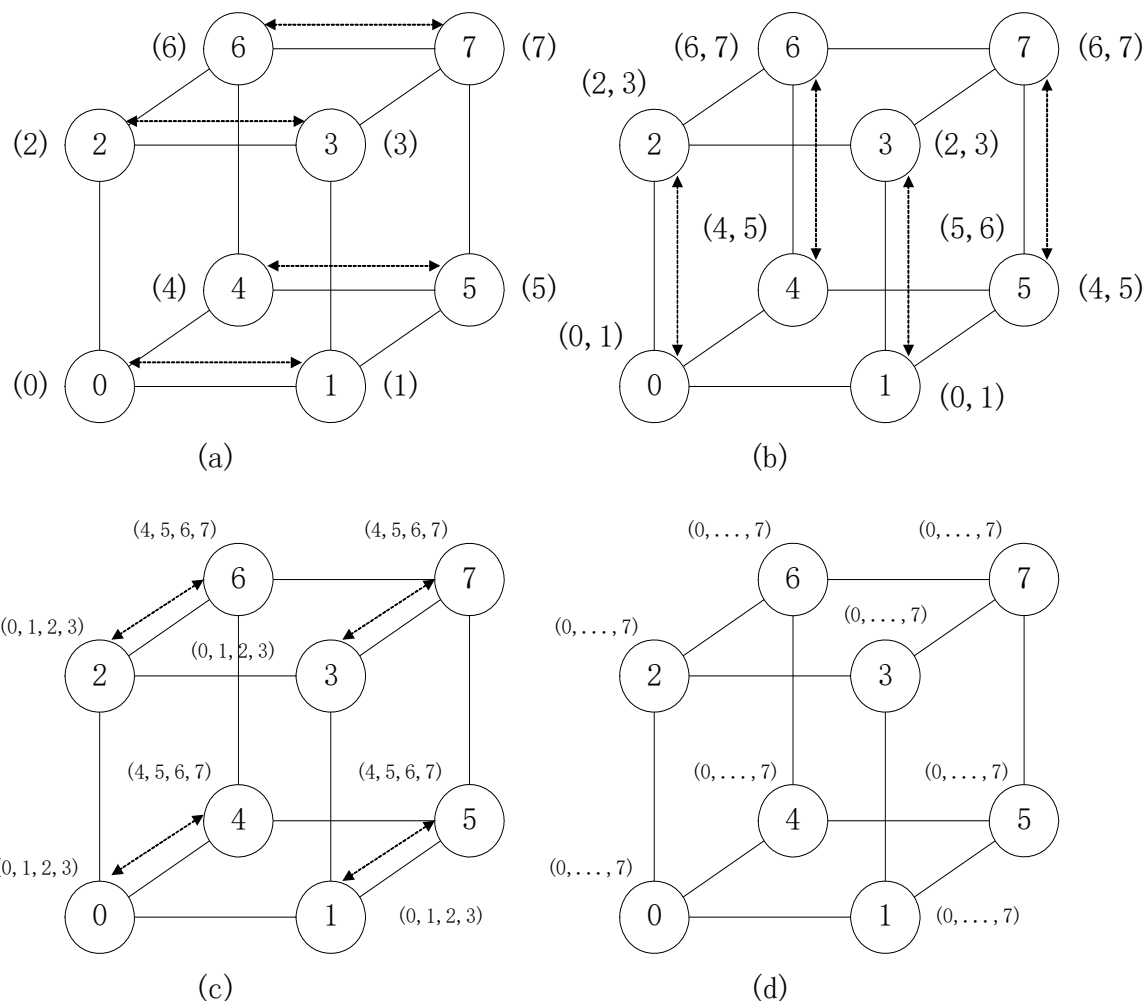 (6) 6 7 (7)
(2) 2 3 (3)
(4) 4 5 (5)
(0) 0 1 (1)
(a)
(6,7) 6 7 (6,7)
(2,3)
2 3 (2,3)
(4,5) (5,6)
4 5 (4,5)
(0,1)
0 1 (0,1)
(b)
(4,5,6,7) (4,5,6,7)
6 7
(0,1,2,3) (0,1,2,3)
2 3
(4,5,6,7) (4,5,6,7)
4 5
(0,1,2,3)
0 1 (0,1,2,3)
(c)
(0,...,7) (0,...,7)
6 7
(0,...,7) (0,...,7)
2 3
(0,...,7) (0,...,7)
4 5
(0,...,7)
0 1 (0,...,7)
(d)